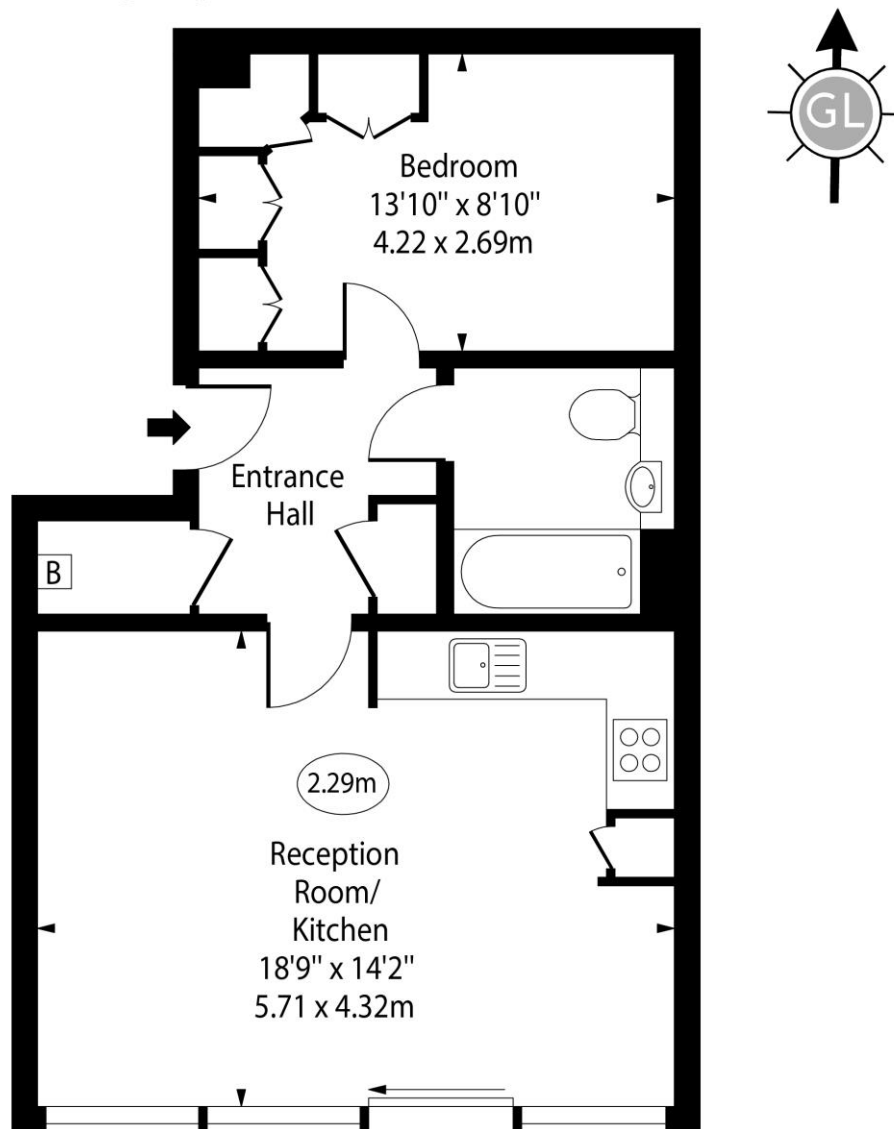 GL
Bedroom
13'10" x 8'10"
4.22 x 2.69m
Entrance
Hall
B
2.29m
Reception
Room/
Kitchen
18'9" x 14'2"
5.71 x 4.32m